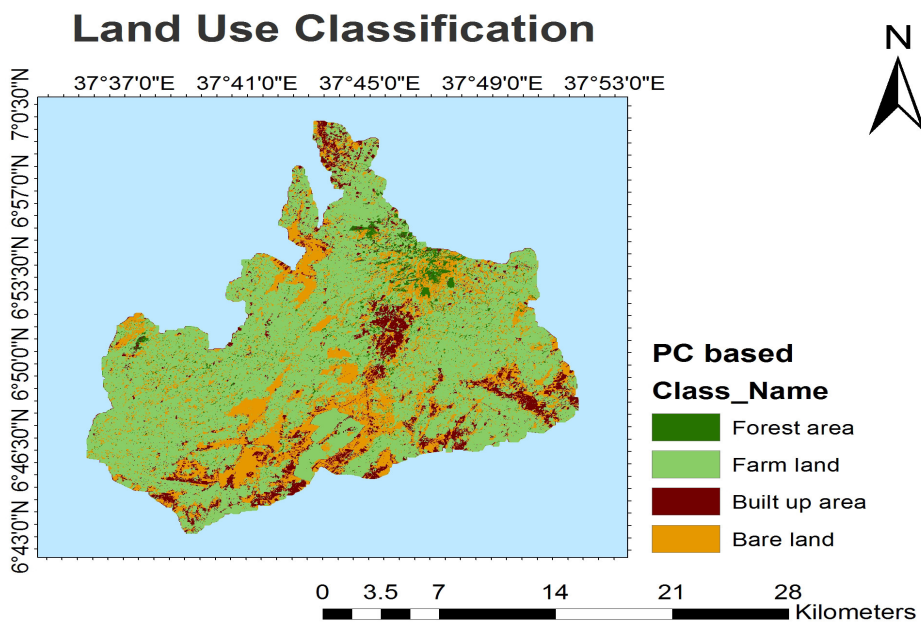 Land Use Classification
N
37°37'0"E 37°41'0"E 37°45'0"E 37°49'0"E 37°53'0"E
7°0'30"N
6°57'0"N
6°53'30"N
6°50'0"N
6°46'30"N
6°43'0"N
PC based
Class_Name
Forest area
Farm land
Built up area
Bare land
0 3.5 7 14 21 28
Kilometers